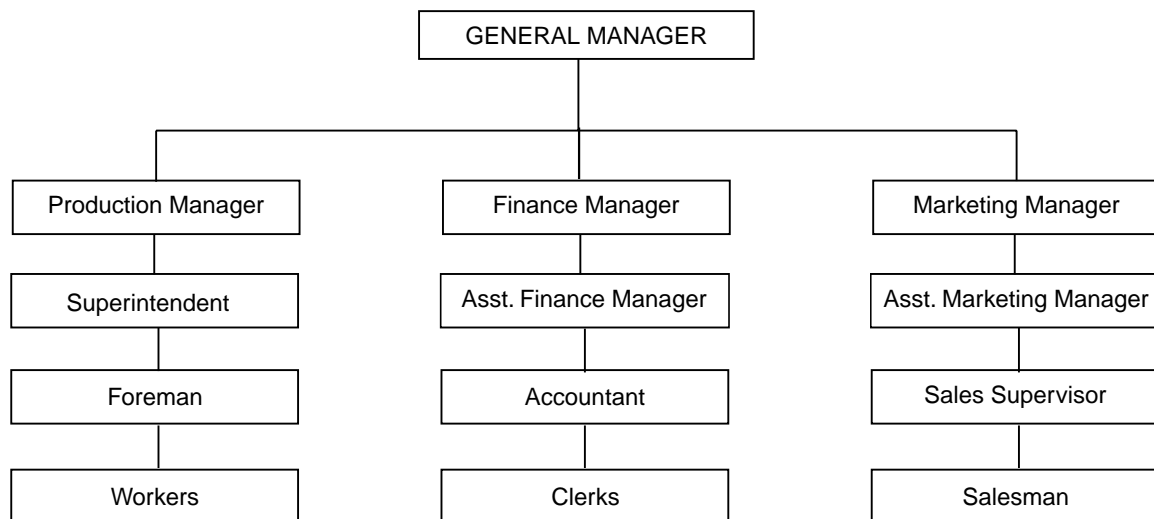 GENERAL MANAGER
Production Manager
Finance Manager
Marketing Manager
Superintendent
Asst. Finance Manager
Asst. Marketing Manager
Foreman
Accountant
Sales Supervisor
Workers
Clerks
Salesman